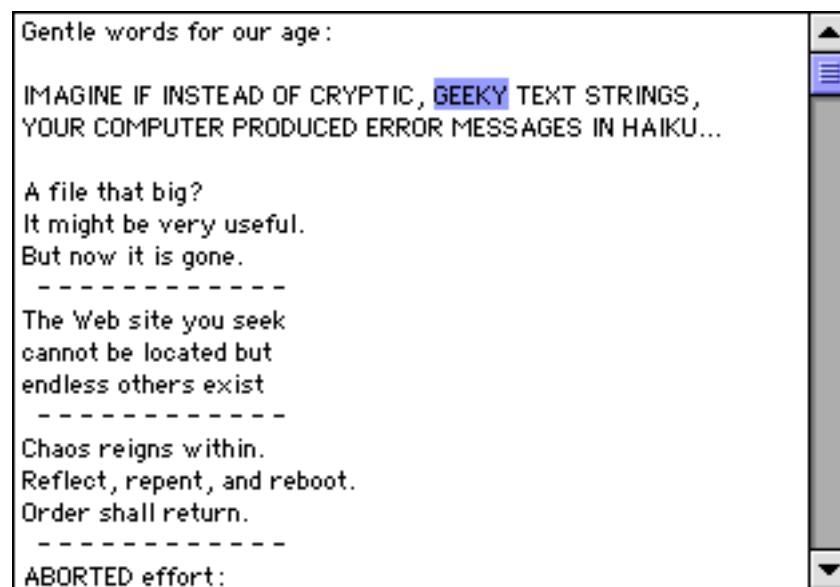 Gentle words for our age:
IMAGINE IF INSTEAD OF CRYPTIC, GEEKY TEXT STRINGS,
YOUR COMPUTER PRODUCED ERROR MESSAGES IN HAIKU...
A file that big?
It might be very useful.
But now it is gone.
- - - - - - - - - - - -
The Web site you seek
cannot be located but
endless others exist
- - - - - - - - - - - -
Chaos reigns within.
Reflect, repent, and reboot.
Order shall return.
- - - - - - - - - - - -
ABORTED effort: